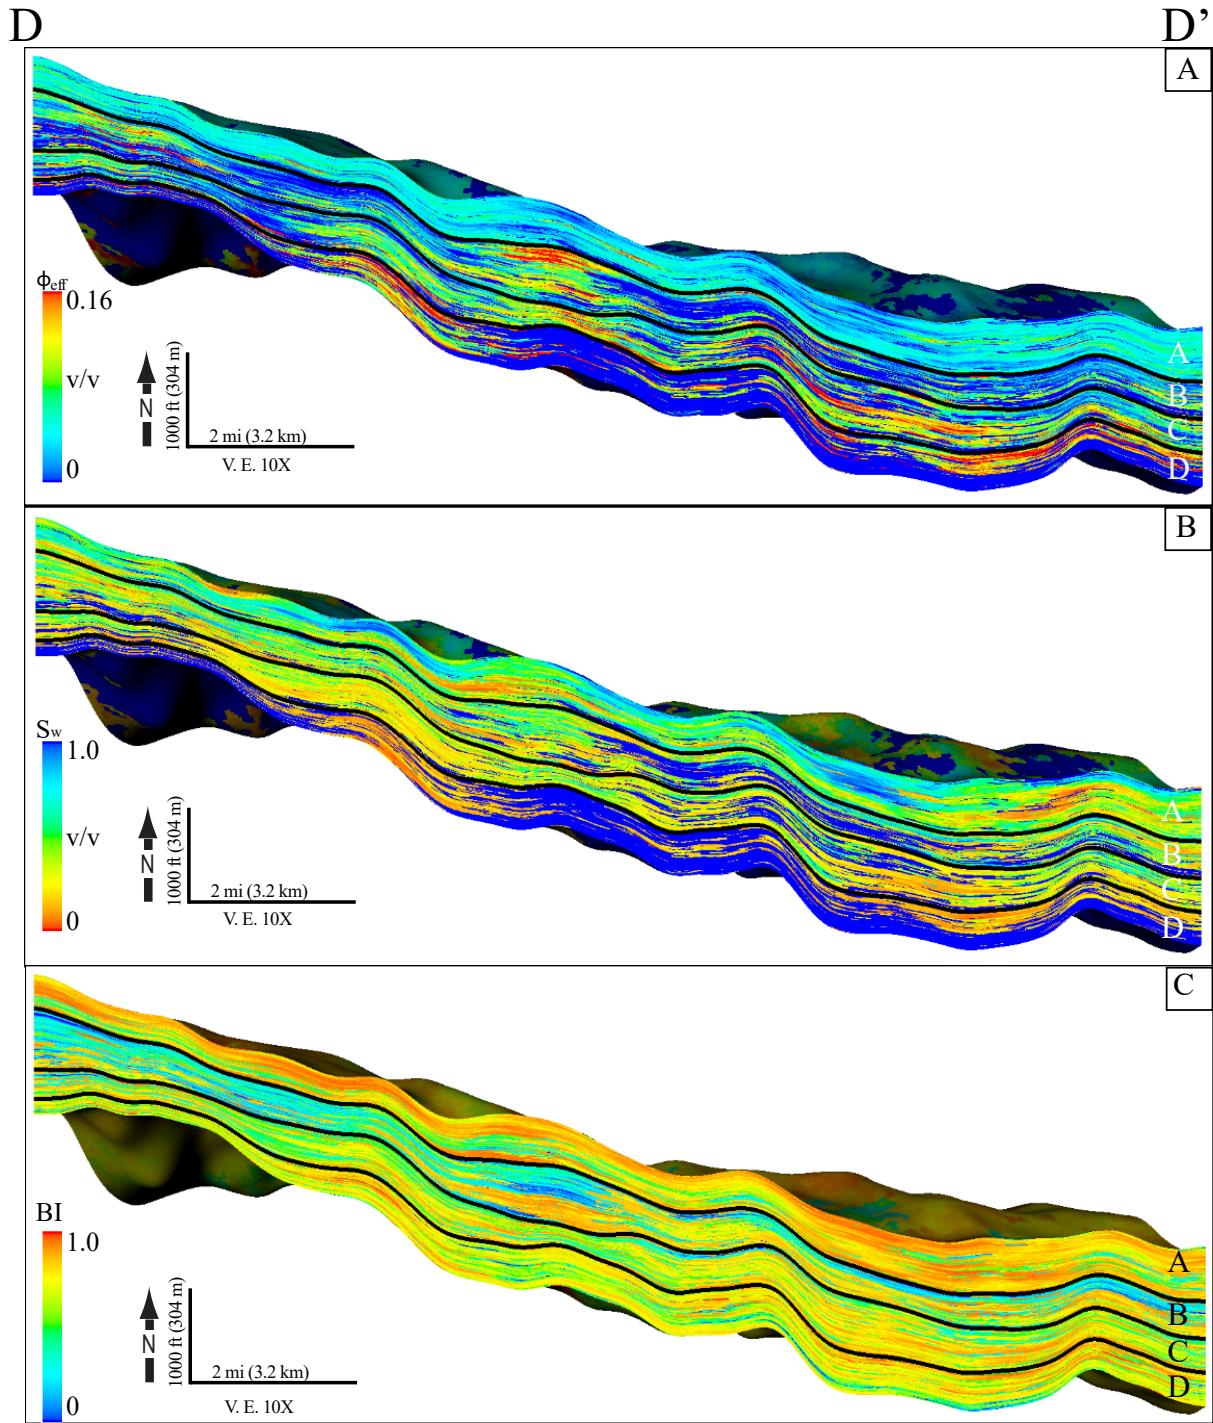 D
D’
A
ϕeff
0.16
v/v
0
N
1000 ft (304 m)
2 mi (3.2 km)
V. E. 10X
A
B
C
D
B
Sw
1.0
v/v
0
N
1000 ft (304 m)
2 mi (3.2 km)
V. E. 10X
A
B
C
D
C
BI
1.0
0
N
1000 ft (304 m)
2 mi (3.2 km)
V. E. 10X
A
B
C
D